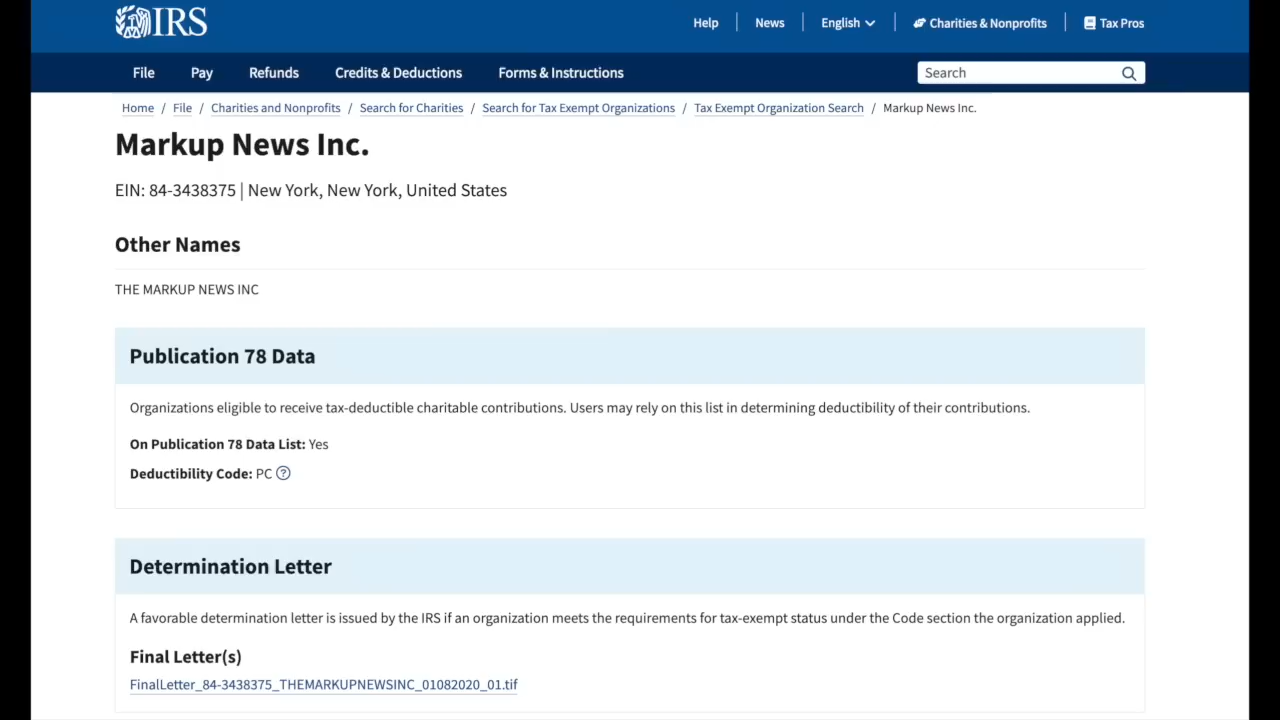 IRS
Help News English Charities & Nonprofits Tax Pros
File Pay Refunds Credits & Deductions Forms & Instructions Search
Home / File / Charities and Nonprofits / Search for Charities / Search for Tax Exempt Organizations / Tax Exempt Organization Search / Markup News Inc.
Markup News Inc.
EIN: 84-3438375 | New York, New York, United States
Other Names
THE MARKUP NEWS INC
Publication 78 Data
Organizations eligible to receive tax-deductible charitable contributions. Users may rely on this list in determining deductibility of their contributions.
On Publication 78 Data List: Yes
Deductibility Code: PC ?
Determination Letter
A favorable determination letter is issued by the IRS if an organization meets the requirements for tax-exempt status under the Code section the organization applied.
Final Letter(s)
FinalLetter_84-3438375_THEMARKUPNEWSINC_01082020_01.tif